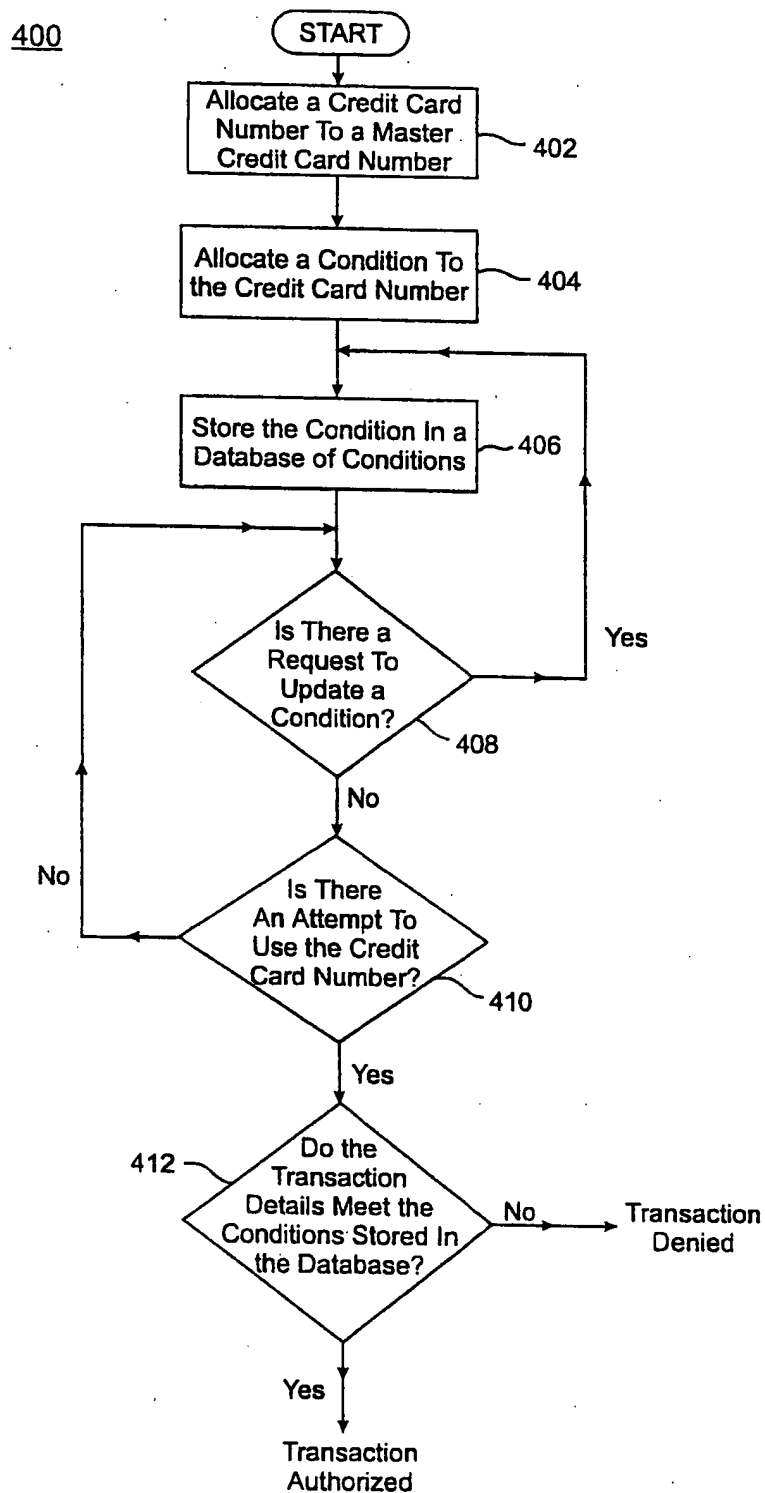 400
START
Allocate a Credit Card
Number To a Master
Credit Card Number
402
Allocate a Condition To
the Credit Card Number
404
Store the Condition In a
Database of Conditions
406
Is There a
Request To
Update a
Condition?
Yes
408
No
Is There
An Attempt To
Use the Credit
Card Number?
No
410
Yes
412
Do the
Transaction
Details Meet the
Conditions Stored In
the Database?
No
Transaction
Denied
Yes
Transaction
Authorized